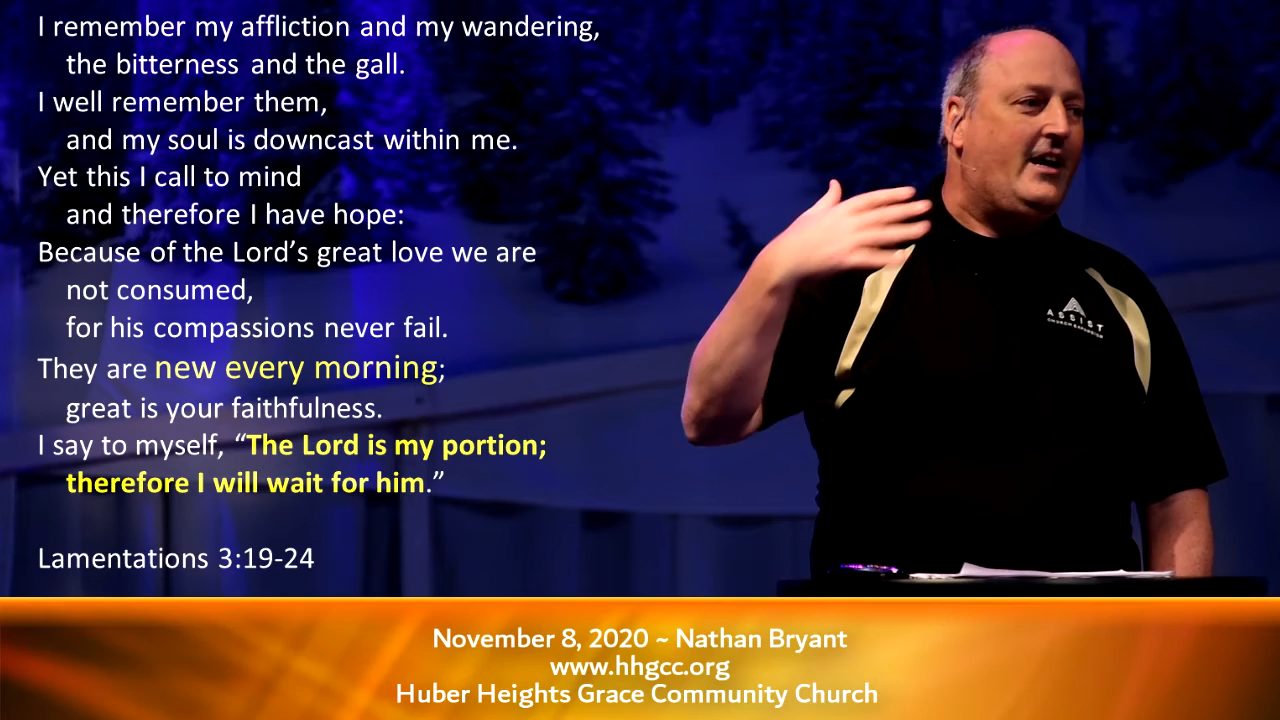 I remember my affliction and my wandering,
the bitterness and the gall.
I well remember them,
and my soul is downcast within me.
Yet this I call to mind
and therefore I have hope:
Because of the Lord’s great love we are
not consumed,
for his compassions never fail.
They are new every morning;
great is your faithfulness.
I say to myself, “The Lord is my portion;
therefore I will wait for him.”
Lamentations 3:19-24
ASSIST
CHURCH EXPANSION
November 8, 2020 ~ Nathan Bryant
www.hhgcc.org
Huber Heights Grace Community Church